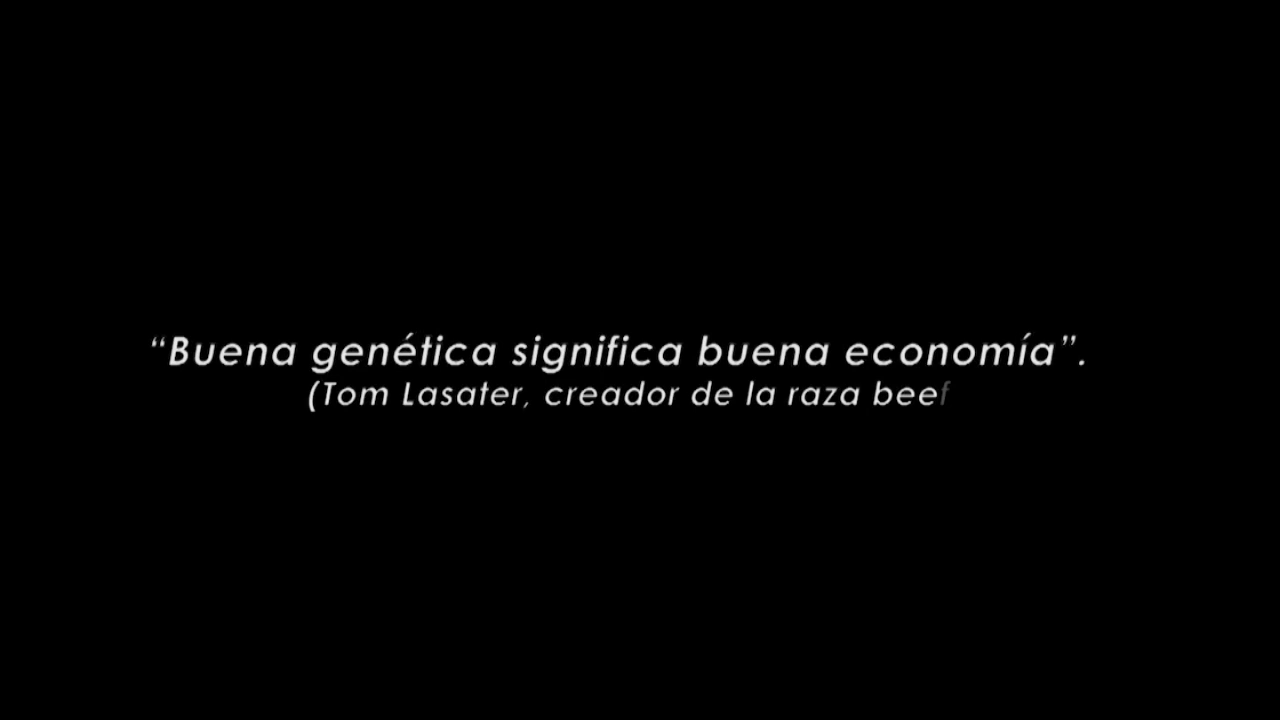 “Buena genética significa buena economía”.
(Tom Lasater, creador de la raza beef